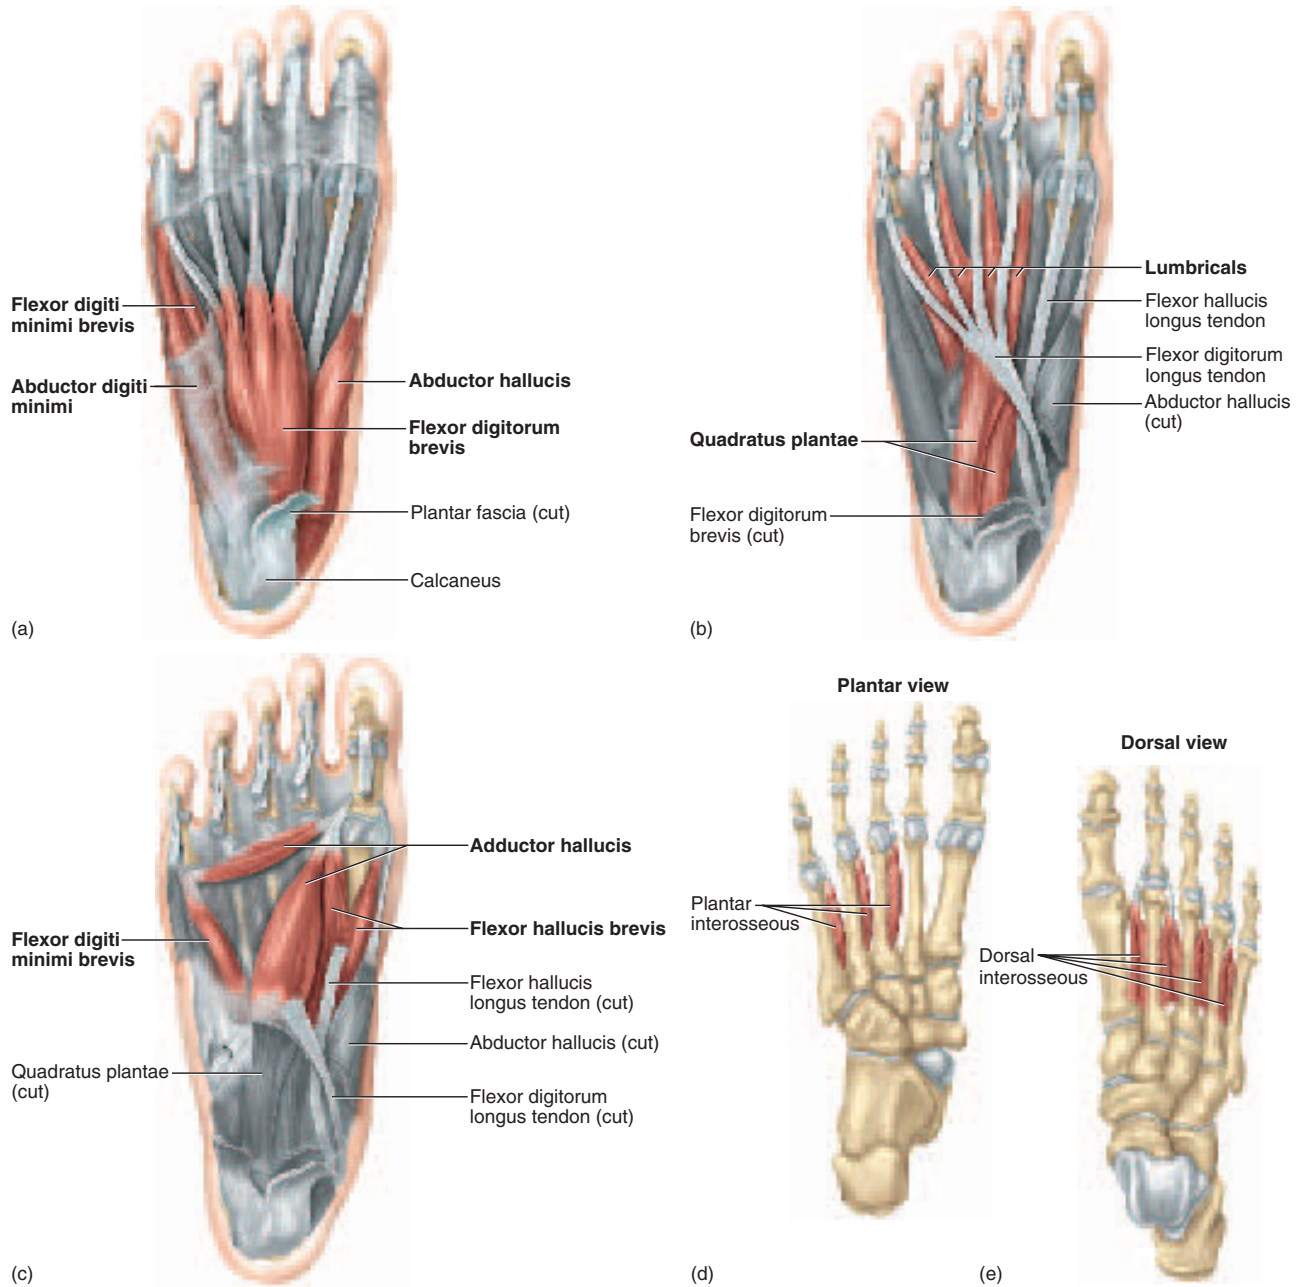 Flexor digiti
minimi brevis
Abductor digiti
minimi
Abductor hallucis
Flexor digitorum
brevis
Plantar fascia (cut)
Calcaneus
(a)
Lumbricals
Flexor hallucis
longus tendon
Flexor digitorum
longus tendon
Abductor hallucis
(cut)
Quadratus plantae
Flexor digitorum
brevis (cut)
(b)
Adductor hallucis
Flexor hallucis brevis
Flexor digiti
minimi brevis
Flexor hallucis
longus tendon (cut)
Abductor hallucis (cut)
Quadratus plantae
(cut)
Flexor digitorum
longus tendon (cut)
(c)
Plantar view
Plantar
interosseous
(d)
Dorsal view
Dorsal
interosseous
(e)